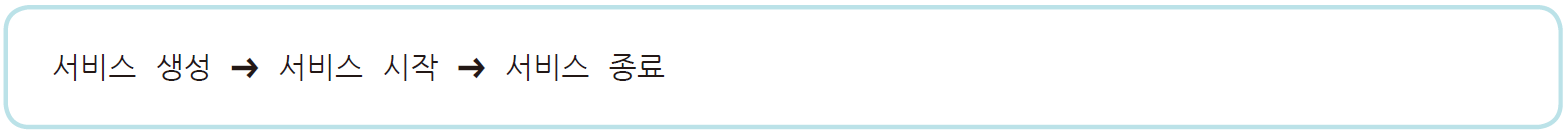 서비스 생성 → 서비스 시작 → 서비스 종료